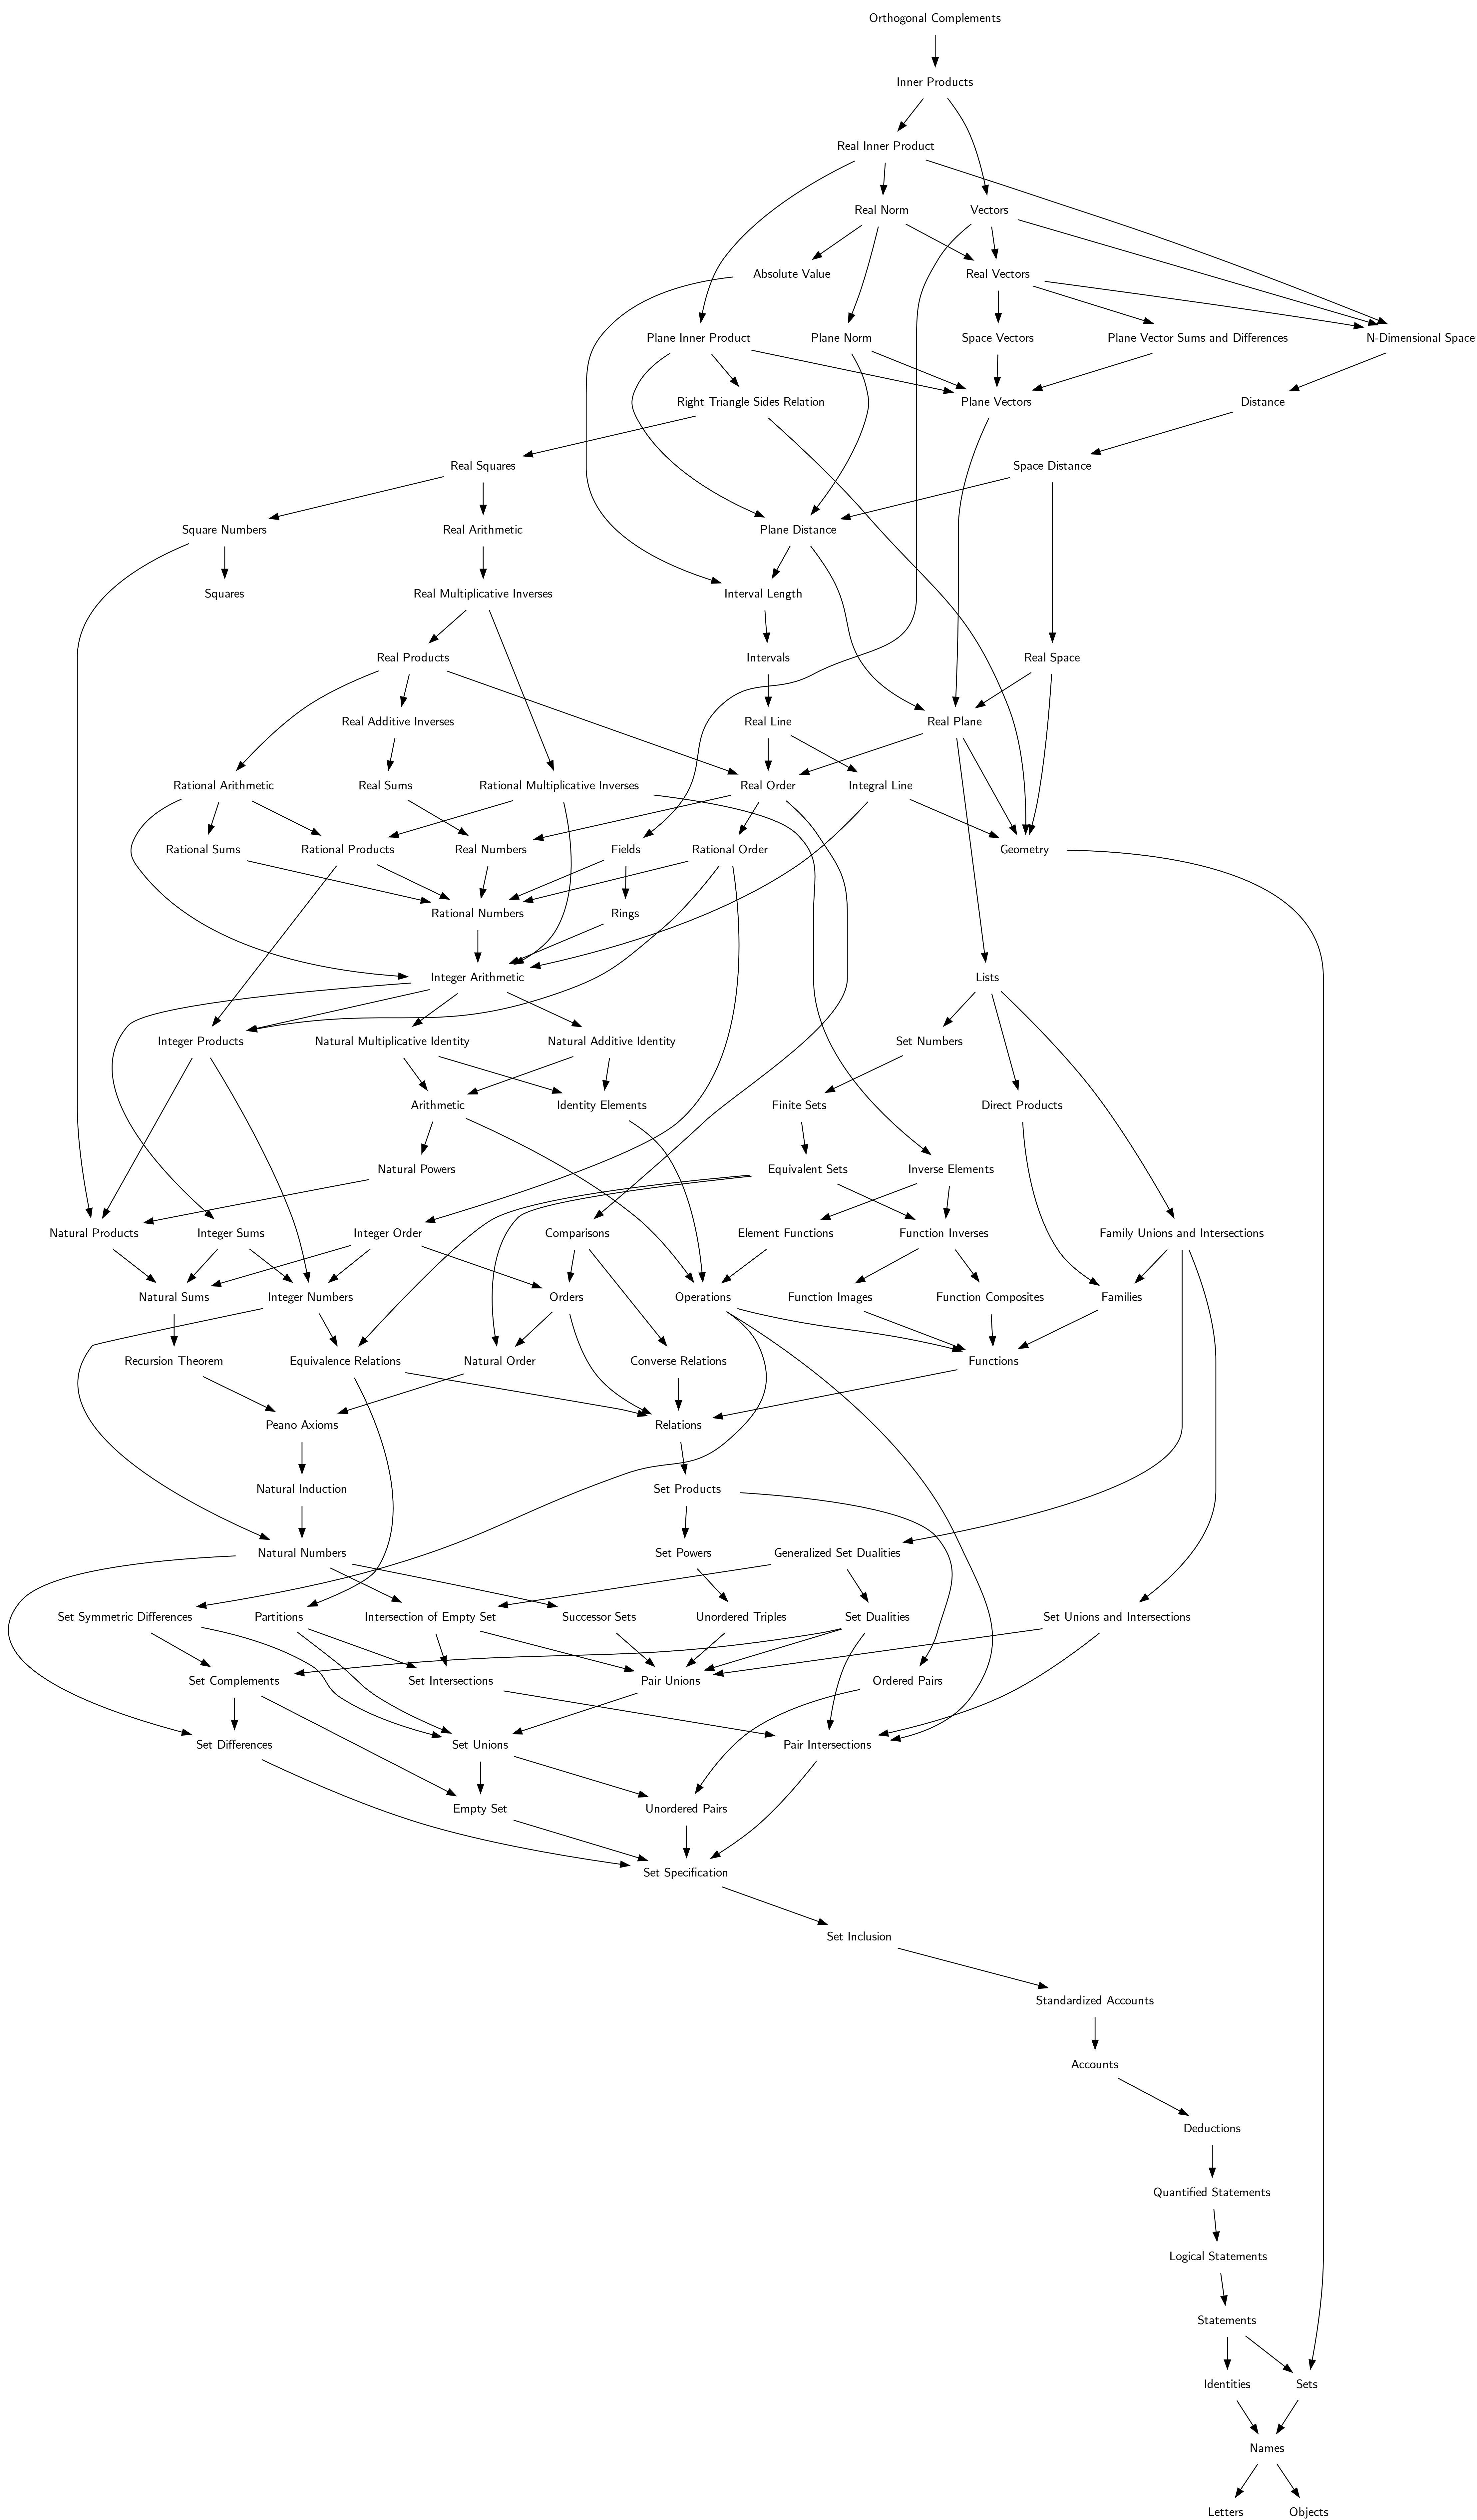 Orthogonal Complements
Inner Products
Real Inner Product
Real Norm
Vectors
Absolute Value
Real Vectors
Plane Inner Product
Plane Norm
Space Vectors
Plane Vector Sums and Differences
N-Dimensional Space
Right Triangle Sides Relation
Plane Vectors
Distance
Real Squares
Space Distance
Square Numbers
Real Arithmetic
Plane Distance
Squares
Real Multiplicative Inverses
Interval Length
Real Products
Intervals
Real Space
Real Additive Inverses
Real Line
Real Plane
Rational Arithmetic
Real Sums
Rational Multiplicative Inverses
Real Order
Integral Line
Rational Sums
Rational Products
Real Numbers
Fields
Rational Order
Geometry
Rational Numbers
Rings
Integer Arithmetic
Lists
Integer Products
Natural Multiplicative Identity
Natural Additive Identity
Set Numbers
Arithmetic
Identity Elements
Finite Sets
Direct Products
Natural Powers
Equivalent Sets
Inverse Elements
Natural Products
Integer Sums
Integer Order
Comparisons
Element Functions
Function Inverses
Family Unions and Intersections
Natural Sums
Integer Numbers
Orders
Operations
Function Images
Function Composites
Families
Recursion Theorem
Equivalence Relations
Natural Order
Converse Relations
Functions
Peano Axioms
Relations
Natural Induction
Set Products
Natural Numbers
Set Powers
Generalized Set Dualities
Set Symmetric Differences
Partitions
Intersection of Empty Set
Successor Sets
Unordered Triples
Set Dualities
Set Unions and Intersections
Set Complements
Set Intersections
Pair Unions
Ordered Pairs
Set Differences
Set Unions
Pair Intersections
Empty Set
Unordered Pairs
Set Specification
Set Inclusion
Standardized Accounts
Accounts
Deductions
Quantified Statements
Logical Statements
Statements
Identities
Sets
Names
Letters
Objects